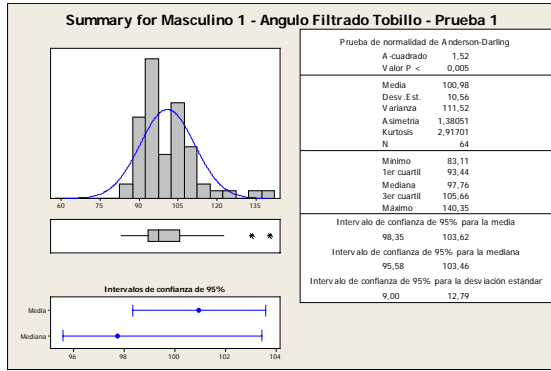 Summary for Masculino 1 - Angulo Filtrado Tobillo - Prueba 1
60 75 90 105 120 135
Intervalos de confianza de 95%
Media
Mediana
96 98 100 102 104
Prueba de normalidad de Anderson-Darling
A-cuadrado 1,52
Valor P < 0,005
Media 100,98
Desv.Est. 10,56
Varianza 111,52
Asimetria 1,38051
Kurtosis 2,91701
N 64
Mínimo 83,11
1er cuartil 93,44
Mediana 97,76
3er cuartil 105,66
Máximo 140,35
Intervalo de confianza de 95% para la media
98,35 103,62
Intervalo de confianza de 95% para la mediana
95,58 103,46
Intervalo de confianza de 95% para la desviación estándar
9,00 12,79